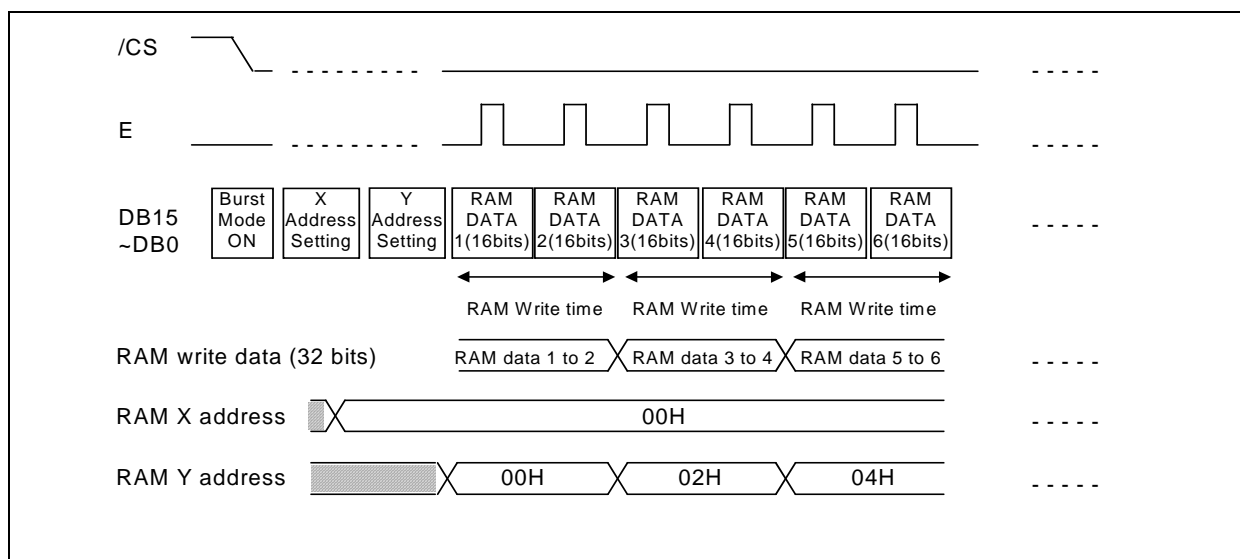 /CS
E
DB15
~DB0
Burst
Mode
ON
X
Address
Setting
Y
Address
Setting
RAM
DATA
1(16bits)
RAM
DATA
2(16bits)
RAM
DATA
3(16bits)
RAM
DATA
4(16bits)
RAM
DATA
5(16bits)
RAM
DATA
6(16bits)
RAM Write time
RAM Write time
RAM Write time
RAM write data (32 bits)
RAM data 1 to 2
RAM data 3 to 4
RAM data 5 to 6
RAM X address
00H
RAM Y address
00H
02H
04H